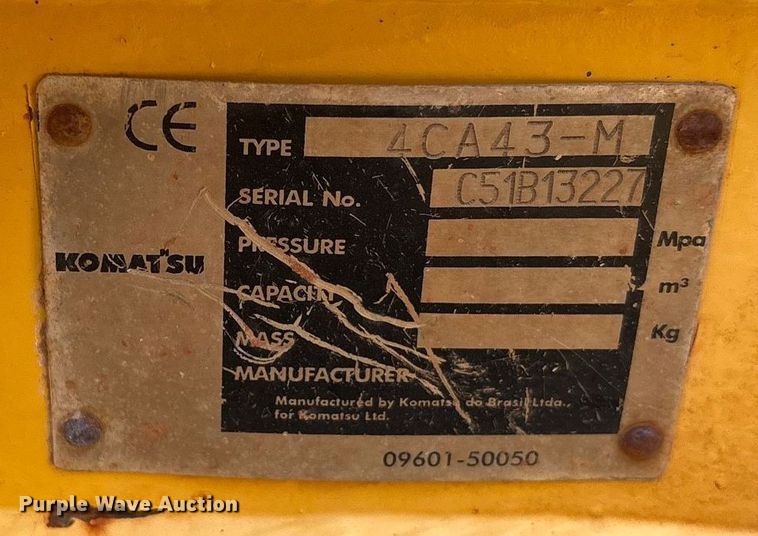 CE
TYPE 4CA43-M
SERIAL No. C51B13227
KOMATSU
PRESSURE Mpa
CAPACITY m³
MASS Kg
MANUFACTURER
Manufactured by Komatsu do Brasil Ltda.,
for Komatsu Ltd.
09601-50050
Purple Wave Auction